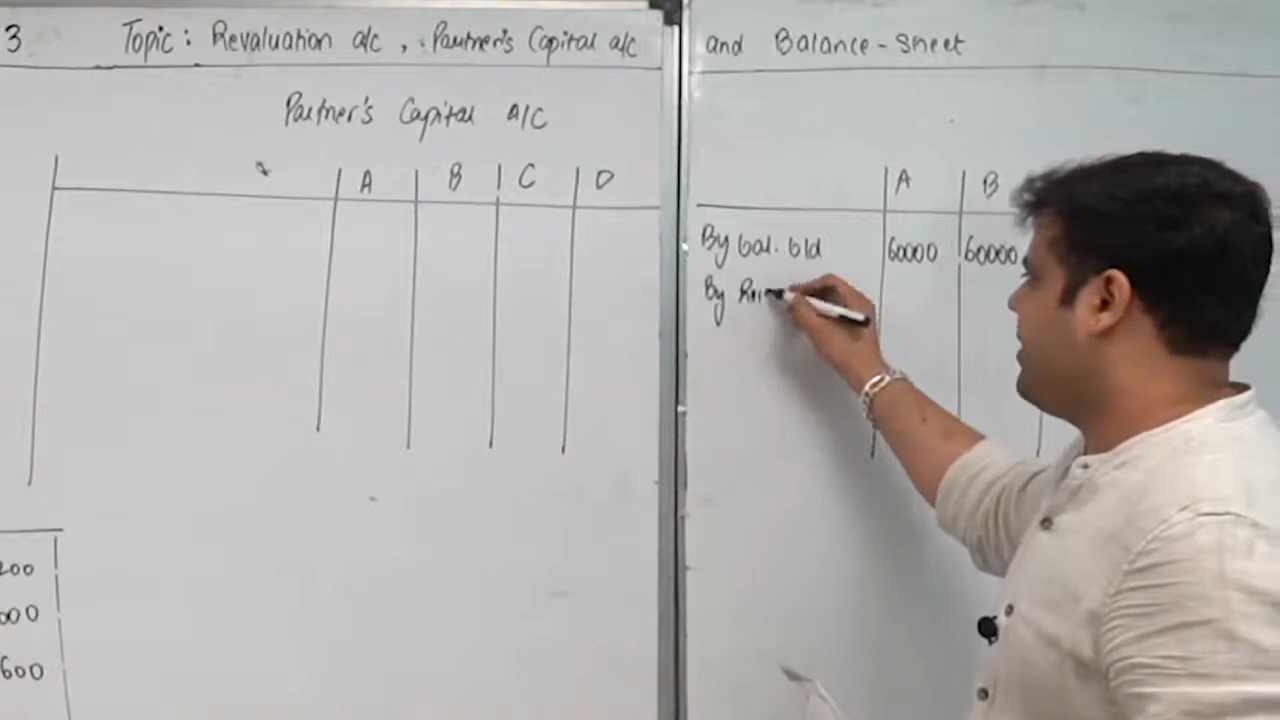 3 Topic: Revaluation a/c, Partner's Capital a/c and Balance-Sheet
Partner's Capital A/C
A B C D
A B
By bal. b/d 60000 60000
By
200
000
600